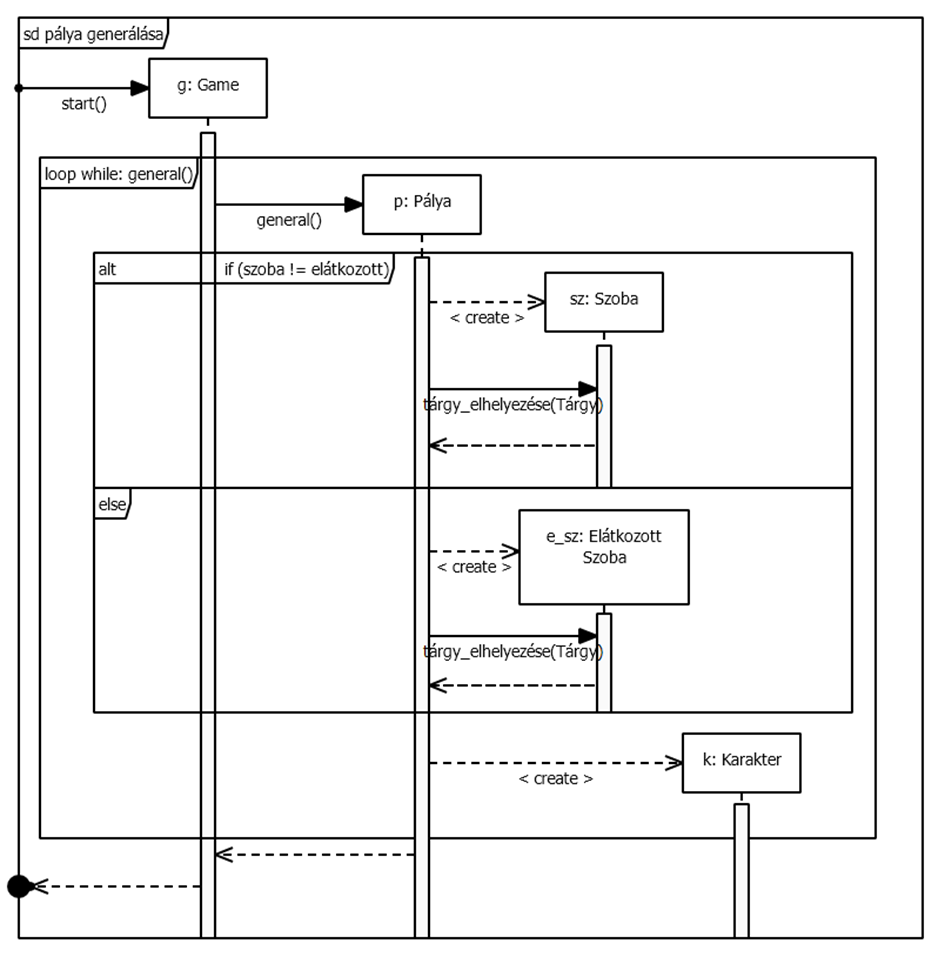 sd pálya generálása
g: Game
start()
loop while: general()
p: Pálya
general()
alt if (szoba != elátkozott)
sz: Szoba
< create >
tárgy_elhelyezése(Tárgy)
else
e_sz: Elátkozott
Szoba
< create >
tárgy_elhelyezése(Tárgy)
k: Karakter
< create >